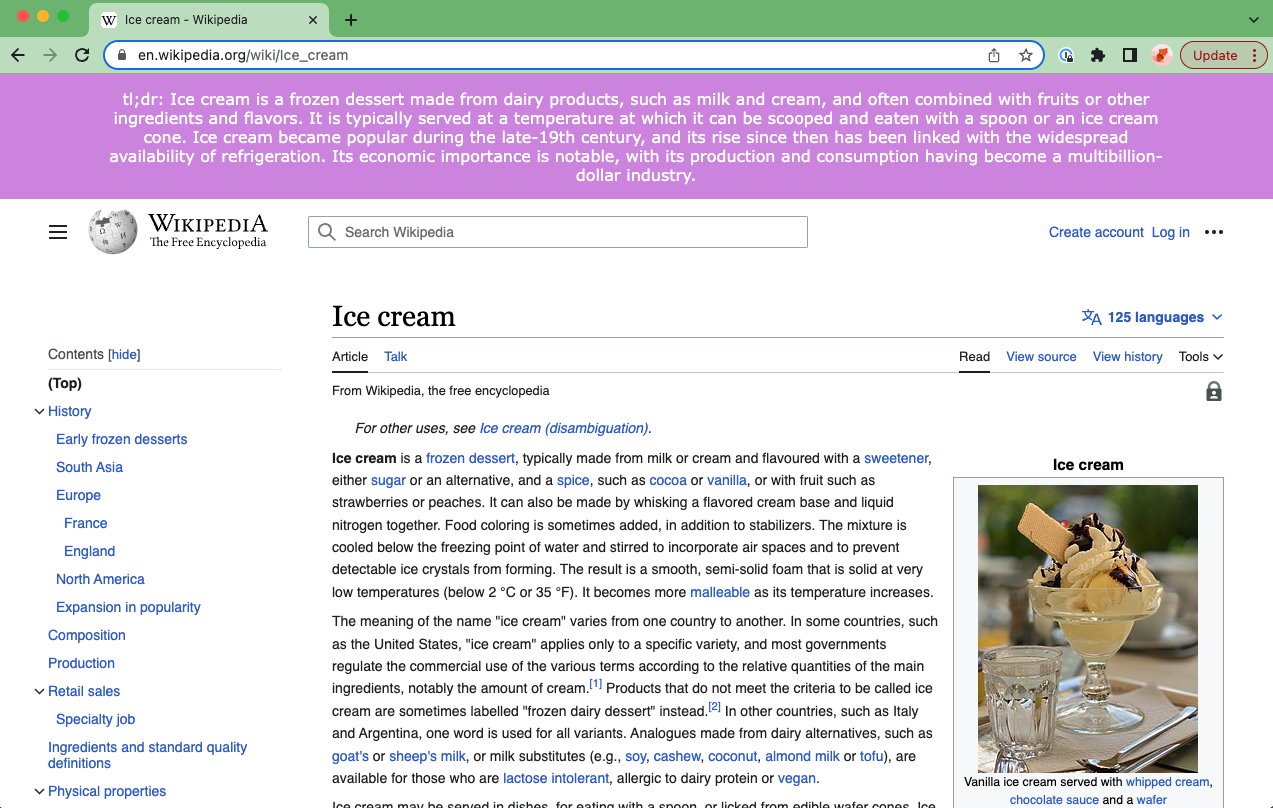 Ice cream - Wikipedia
en.wikipedia.org/wiki/Ice_cream
Update
tl;dr: Ice cream is a frozen dessert made from dairy products, such as milk and cream, and often combined with fruits or other
ingredients and flavors. It is typically served at a temperature at which it can be scooped and eaten with a spoon or an ice cream
cone. Ice cream became popular during the late-19th century, and its rise since then has been linked with the widespread
availability of refrigeration. Its economic importance is notable, with its production and consumption having become a multibillion-
dollar industry.
WIKIPEDIA
The Free Encyclopedia
Search Wikipedia
Create account Log in
Ice cream
125 languages
Contents [hide]
(Top)
History
Early frozen desserts
South Asia
Europe
France
England
North America
Expansion in popularity
Composition
Production
Retail sales
Specialty job
Ingredients and standard quality
definitions
Physical properties
Article Talk
Read View source View history Tools
From Wikipedia, the free encyclopedia
For other uses, see Ice cream (disambiguation).
Ice cream is a frozen dessert, typically made from milk or cream and flavoured with a sweetener,
either sugar or an alternative, and a spice, such as cocoa or vanilla, or with fruit such as
strawberries or peaches. It can also be made by whisking a flavored cream base and liquid
nitrogen together. Food coloring is sometimes added, in addition to stabilizers. The mixture is
cooled below the freezing point of water and stirred to incorporate air spaces and to prevent
detectable ice crystals from forming. The result is a smooth, semi-solid foam that is solid at very
low temperatures (below 2 °C or 35 °F). It becomes more malleable as its temperature increases.
The meaning of the name "ice cream" varies from one country to another. In some countries, such
as the United States, "ice cream" applies only to a specific variety, and most governments
regulate the commercial use of the various terms according to the relative quantities of the main
ingredients, notably the amount of cream.[1] Products that do not meet the criteria to be called ice
cream are sometimes labelled "frozen dairy dessert" instead.[2] In other countries, such as Italy
and Argentina, one word is used for all variants. Analogues made from dairy alternatives, such as
goat's or sheep's milk, or milk substitutes (e.g., soy, cashew, coconut, almond milk or tofu), are
available for those who are lactose intolerant, allergic to dairy protein or vegan.
Ice cream may be served in dishes, for eating with a spoon, or licked from edible wafer cones. Ice
Ice cream
Vanilla ice cream served with whipped cream,
chocolate sauce and a wafer